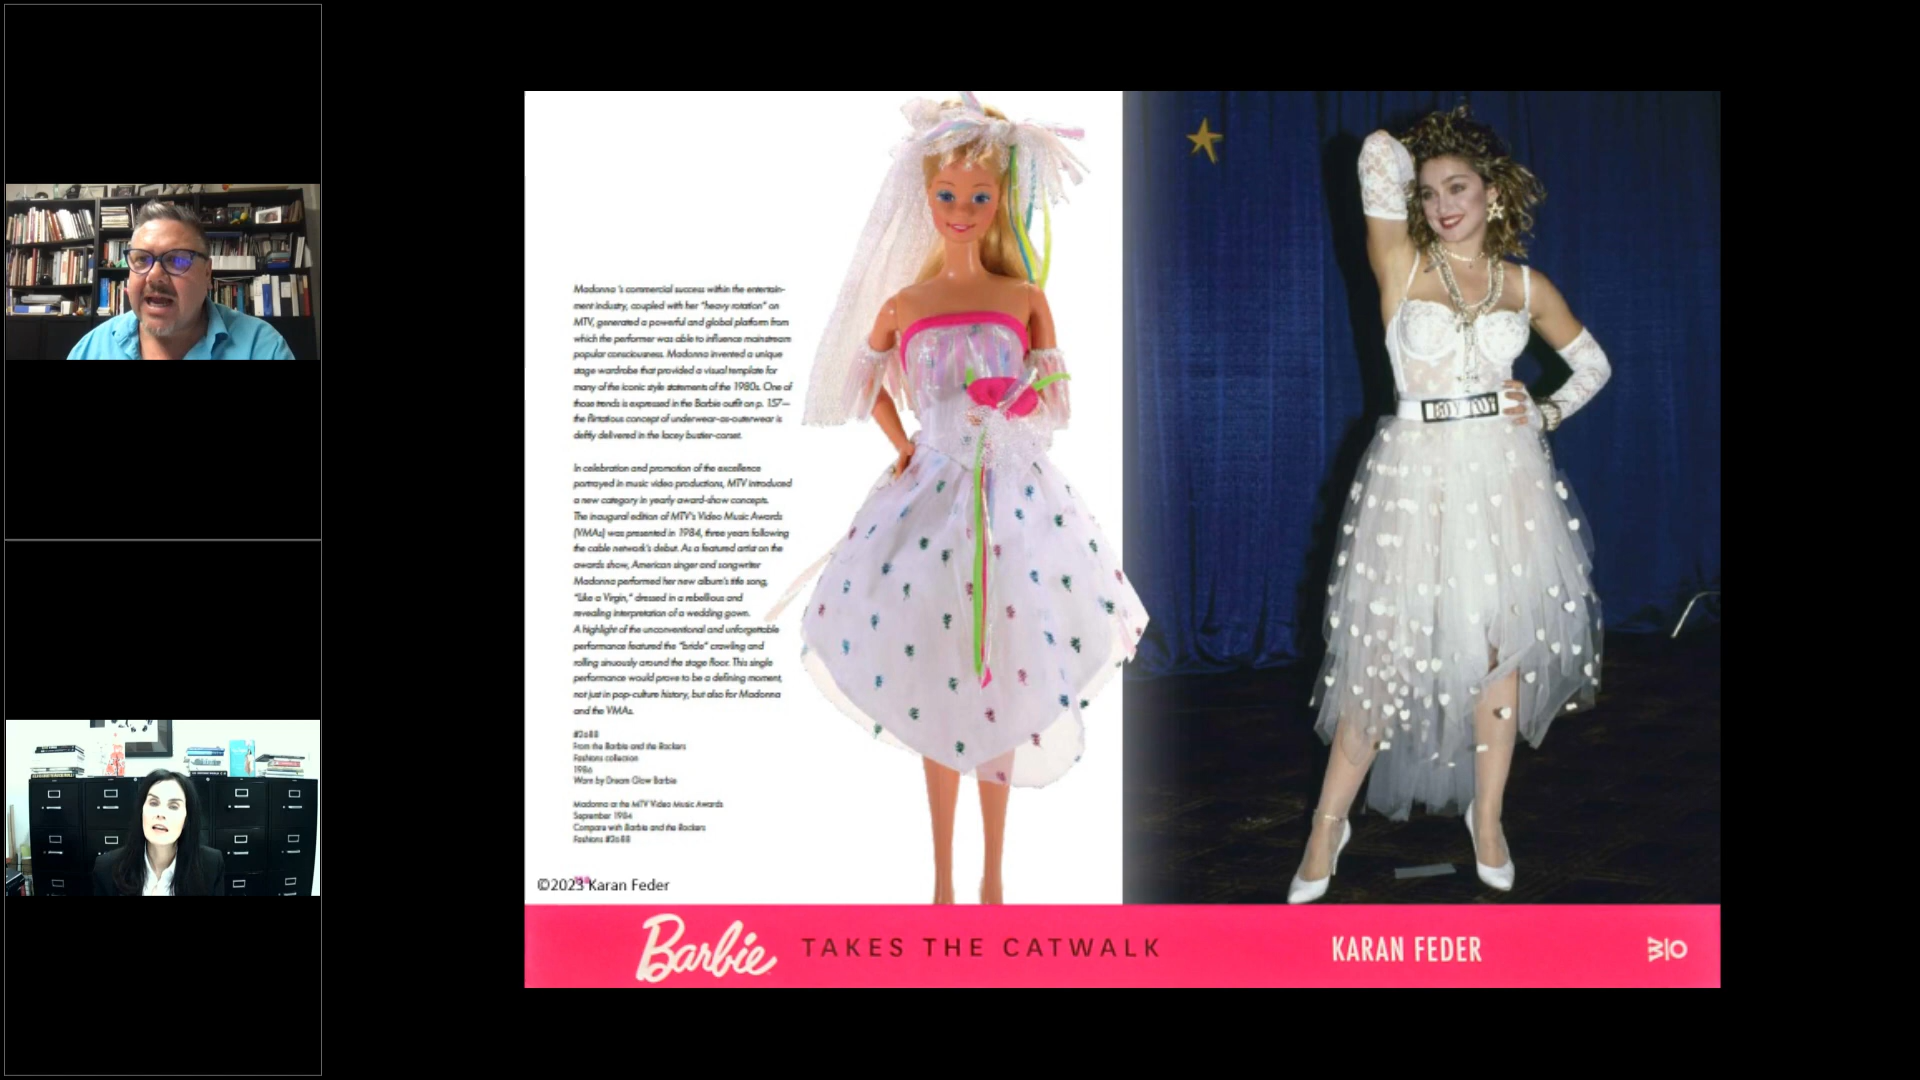 Madonna 's commercial success within the entertain-
ment industry, coupled with her "heavy rotation" on
MTV, generated a powerful and global platform from
which the performer was able to influence mainstream
popular consciousness. Madonna invented a unique
stage wardrobe that provided a visual template for
many of the iconic style statements of the 1980s. One of
those trends is expressed in the Barbie outfit on p. 157—
the flirtatious concept of underwear-as-outerwear is
deftly delivered in the lacey bustier-corset.
In celebration and promotion of the excellence
portrayed in music video productions, MTV introduced
a new category in yearly award-show concepts.
The inaugural edition of MTV's Video Music Awards
(VMAs) was presented in 1984, three years following
the cable network's debut. As a featured artist on the
awards show, American singer and songwriter
Madonna performed her new album's title song,
"Like a Virgin," dressed in a rebellious and
revealing interpretation of a wedding gown.
A highlight of the unconventional and unforgettable
performance featured the "bride" crawling and
rolling sinuously around the stage floor. This single
performance would prove to be a defining moment,
not just in pop-culture history, but also for Madonna
and the VMAs.
#2688
From the Barbie and the Rockers
Fashions collection
1986
Worn by Dream Glow Barbie
Madonna at the MTV Video Music Awards
September 1984
Compare with Barbie and the Rockers
Fashions #2688
©2023 Karan Feder
BOY TOY
Barbie TAKES THE CATWALK
KARAN FEDER
W/O